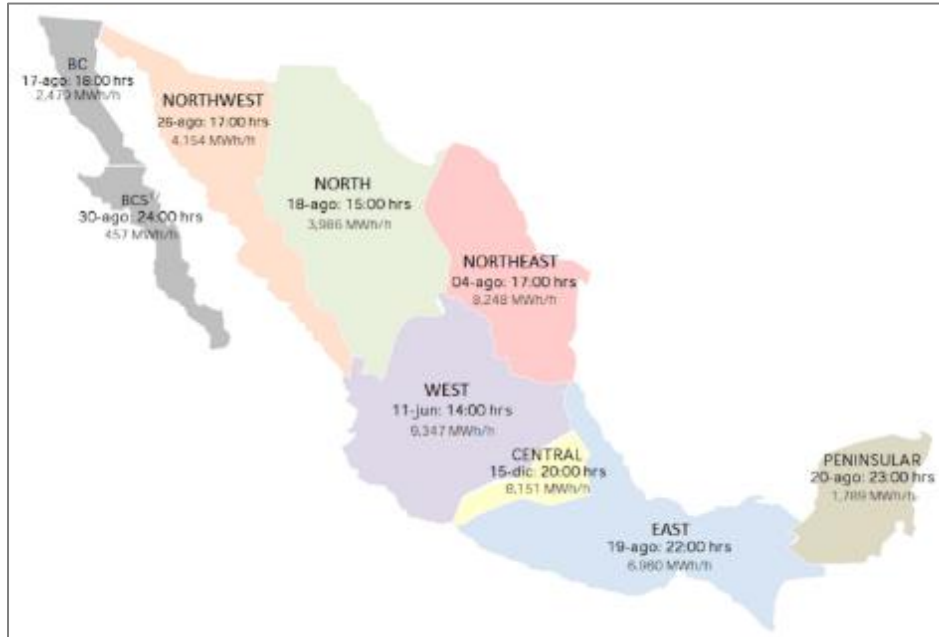 BC
17-ago: 18:00 hrs
2,479 MWh/h
NORTHWEST
26-ago: 17:00 hrs
4,154 MWh/h
NORTH
18-ago: 15:00 hrs
3,986 MWh/h
BCS1/
30-ago: 24:00 hrs
457 MWh/h
NORTHEAST
04-ago: 17:00 hrs
8,248 MWh/h
WEST
11-jun: 14:00 hrs
9,347 MWh/h
CENTRAL
15-dic: 20:00 hrs
8,151 MWh/h
PENINSULAR
20-ago: 23:00 hrs
1,789 MWh/h
EAST
19-ago: 22:00 hrs
6,960 MWh/h